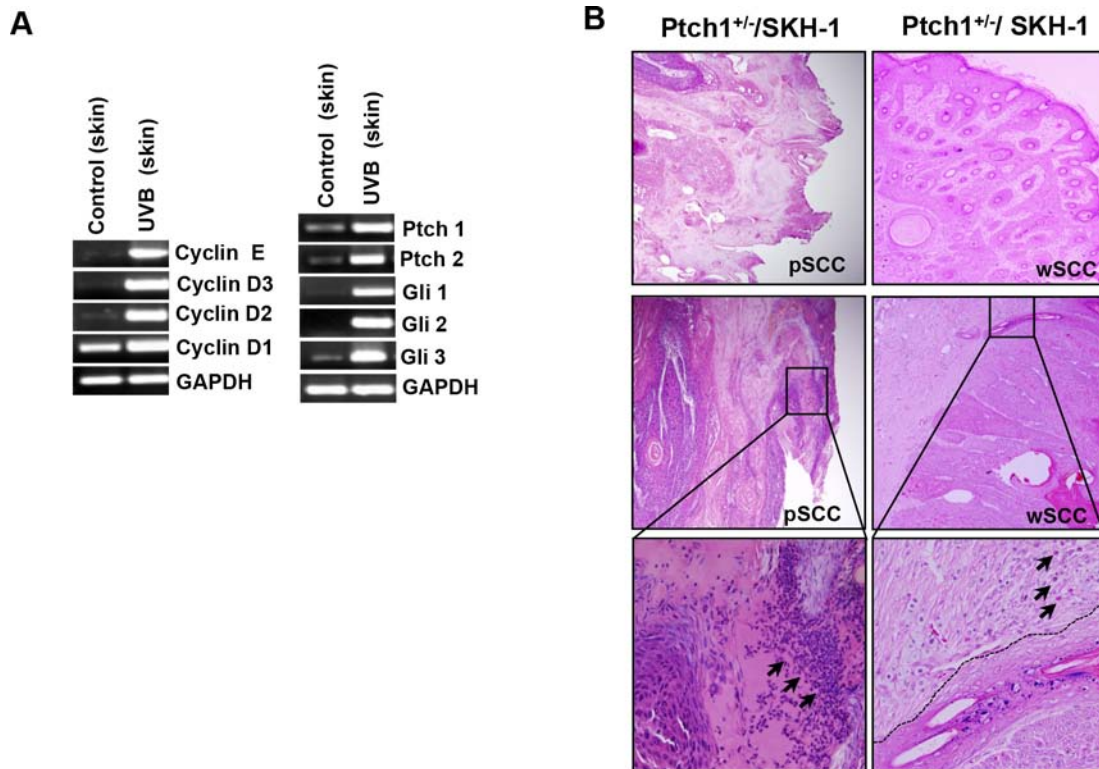 A
Control (skin)
UVB (skin)
Cyclin E
Cyclin D3
Cyclin D2
Cyclin D1
GAPDH
Control (skin)
UVB (skin)
Ptch 1
Ptch 2
Gli 1
Gli 2
Gli 3
GAPDH
B
Ptch1+/-/SKH-1
Ptch1+/-/ SKH-1
pSCC
wSCC
pSCC
wSCC